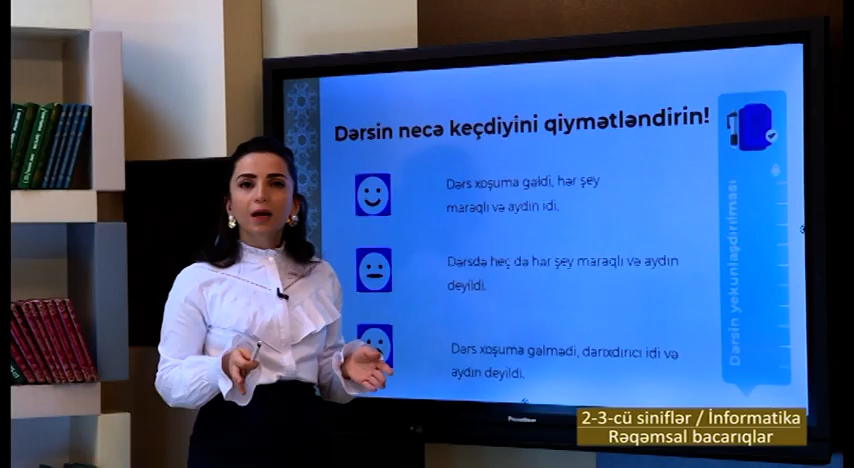 Dərsin necə keçdiyini qiymətləndirin!
Dərs xoşuma gəldi, hər şey
maraqlı və aydın idi.
Dərsdə heç də hər şey maraqlı və aydın
deyildi.
Dərs xoşuma gəlmədi, darıxdırıcı idi və
aydın deyildi.
Dərsin yekunlaşdırılması
2-3-cü siniflər / İnformatika
Rəqəmsal bacarıqlar